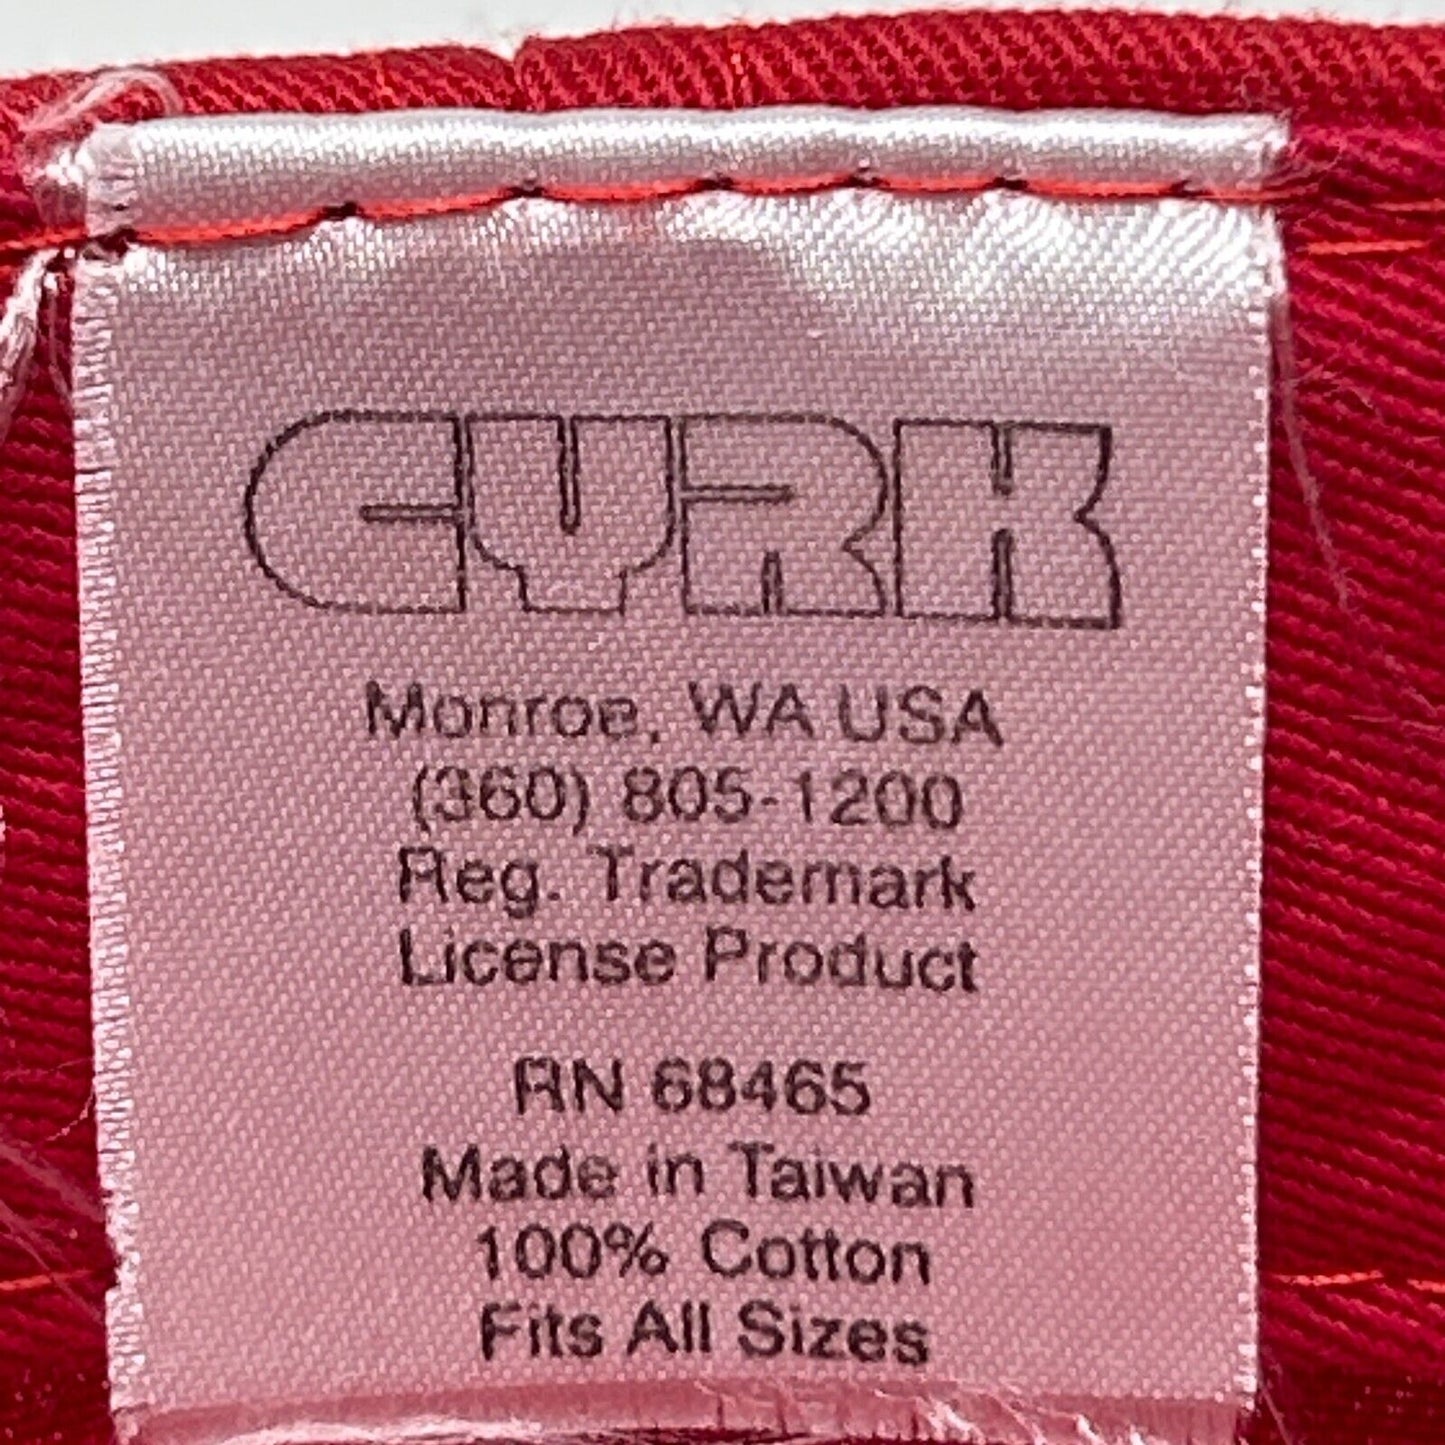 CYRK
Monroe, WA USA
(360) 805-1200
Reg. Trademark
License Product
RN 68465
Made in Taiwan
100% Cotton
Fits All Sizes